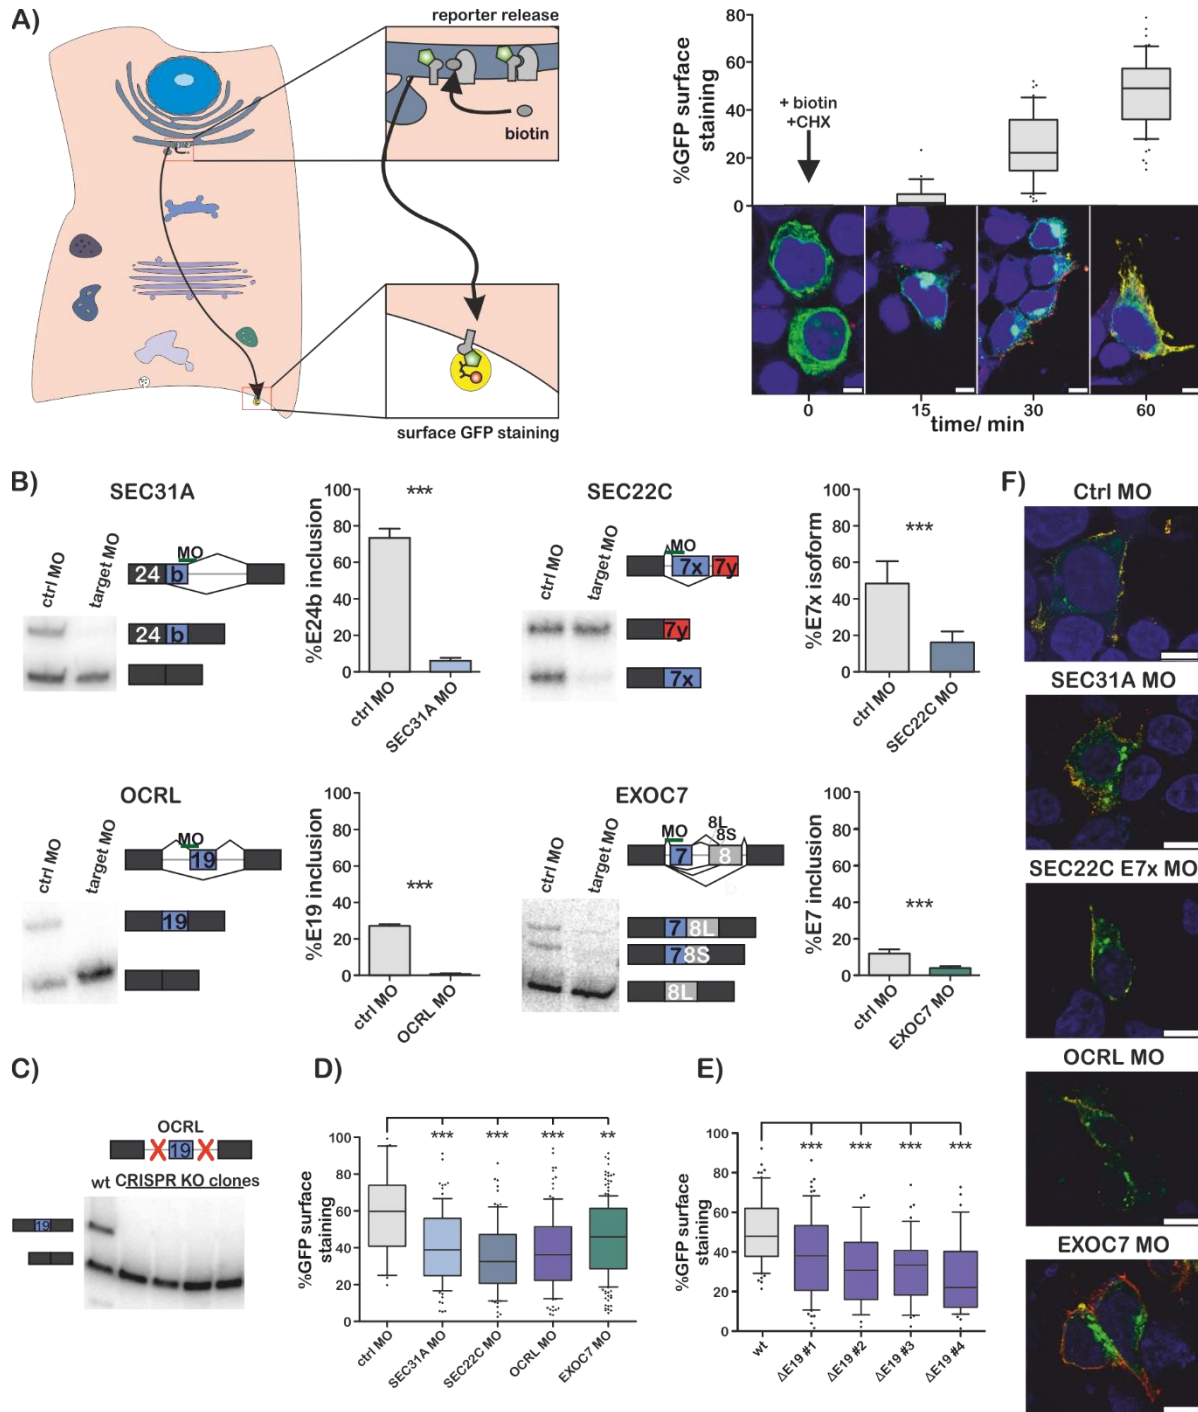 A)
reporter release
biotin
surface GFP staining
%GFP surface
staining
80
60
40
20
0
+ biotin
+CHX
0
15
30
60
time/ min
B)
SEC31A
ctrl MO
target MO
MO
24 b
24 b
%E24b inclusion
100
80
60
40
20
0
***
ctrl MO
SEC31A MO
SEC22C
ctrl MO
target MO
MO
7x 7y
7y
7x
%E7x isoform
100
80
60
40
20
0
***
ctrl MO
SEC22C MO
OCRL
ctrl MO
target MO
MO
19
19
%E19 inclusion
100
80
60
40
20
0
***
ctrl MO
OCRL MO
EXOC7
ctrl MO
target MO
MO
8L
8S
7 8
7 8L
7 8S
8L
%E7 inclusion
100
80
60
40
20
0
***
ctrl MO
EXOC7 MO
C)
OCRL
19
wt
CRISPR KO clones
19
D)
%GFP surface
staining
100
80
60
40
20
0
***
***
***
**
ctrl MO
SEC31A MO
SEC22C MO
OCRL MO
EXOC7 MO
E)
%GFP surface
staining
100
80
60
40
20
0
***
***
***
***
wt
ΔE19 #1
ΔE19 #2
ΔE19 #3
ΔE19 #4
F)
Ctrl MO
SEC31A MO
SEC22C E7x MO
OCRL MO
EXOC7 MO